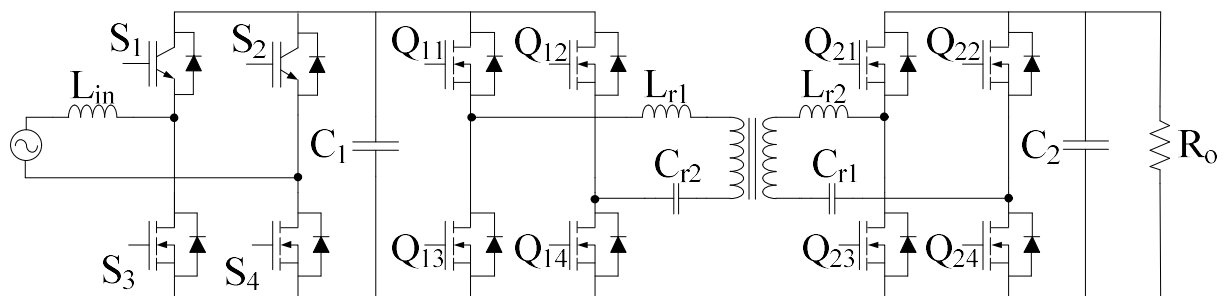 S1
S2
Q11
Q12
Q21
Q22
Lin
Lr1
Lr2
C1
Cr2
Cr1
C2
Ro
S3
S4
Q13
Q14
Q23
Q24